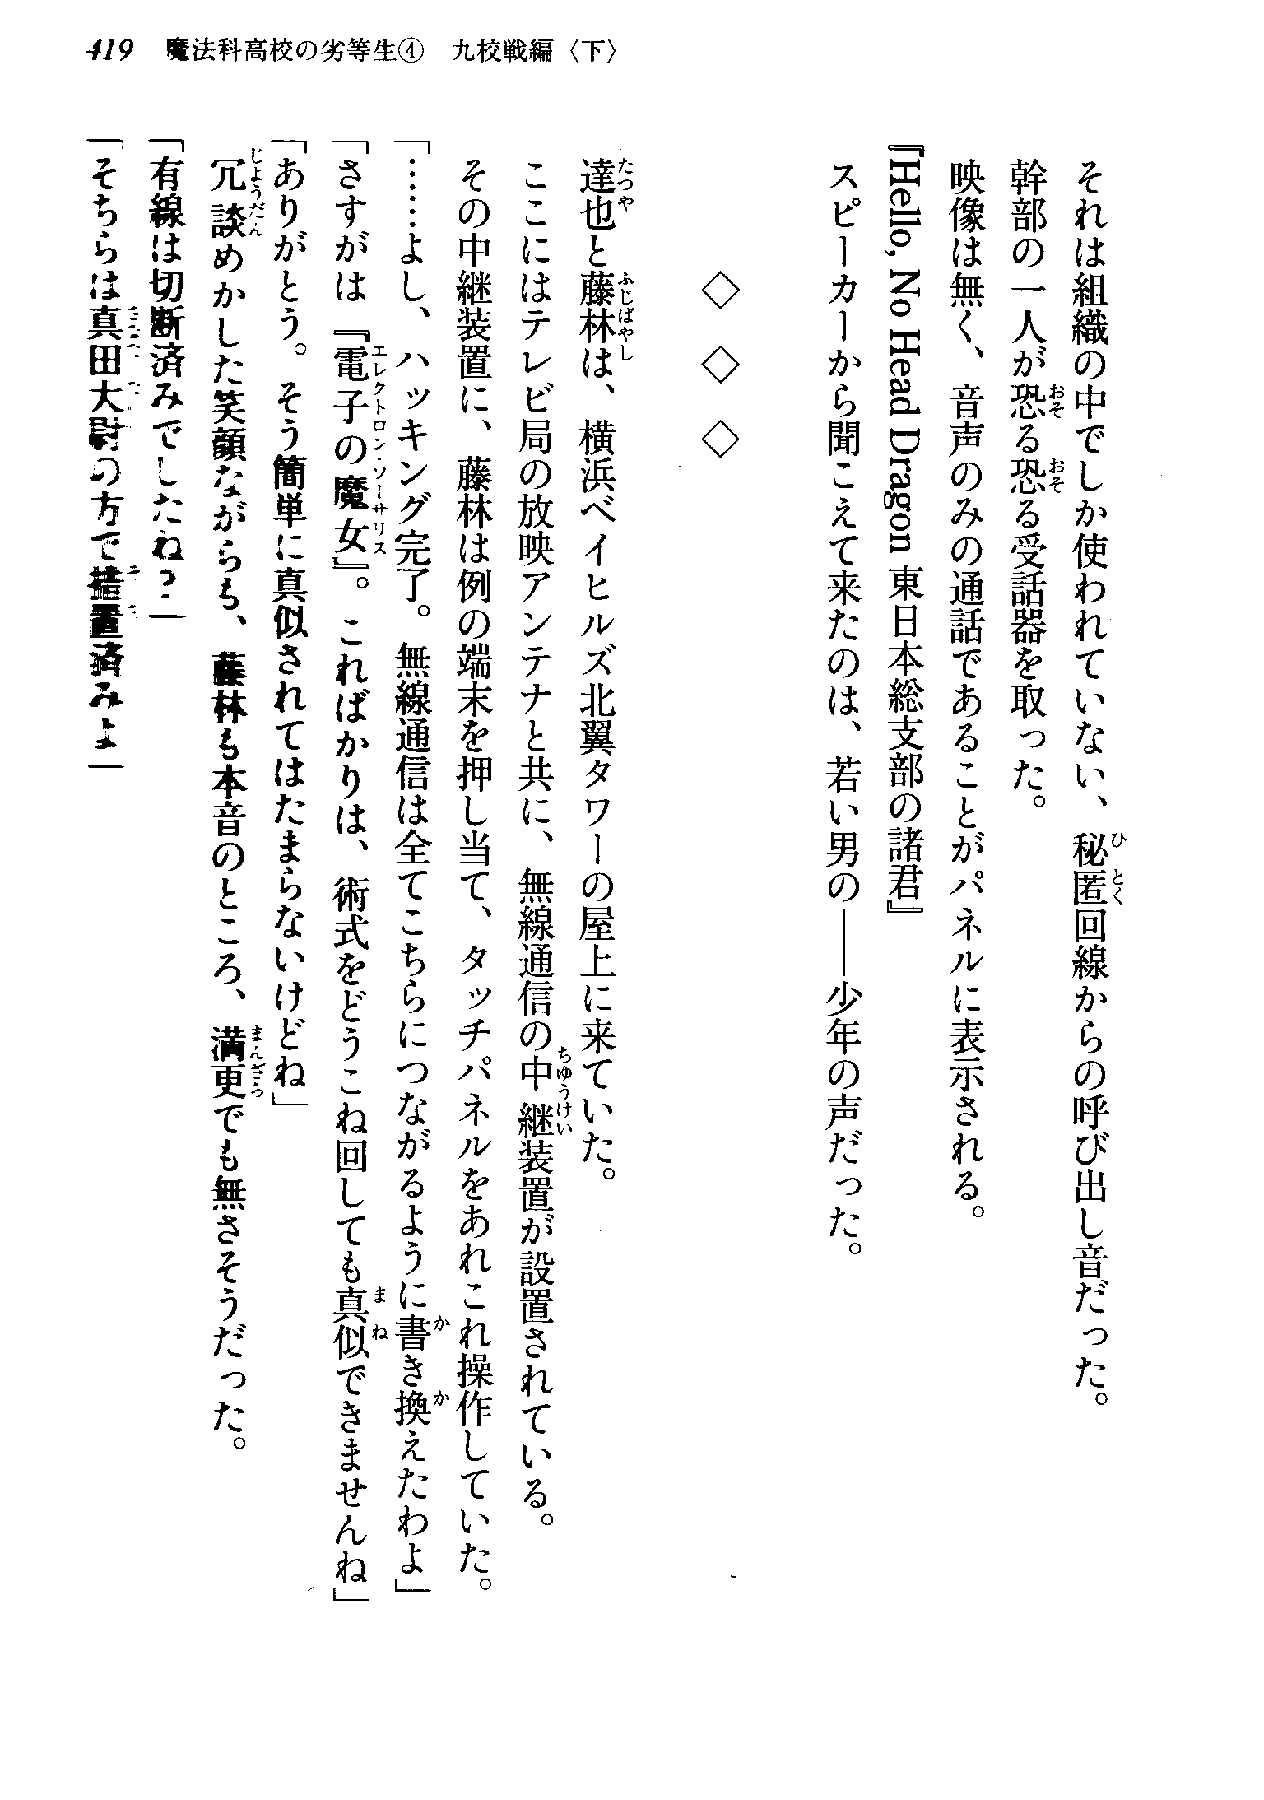 419 魔法科高校の劣等生④ 九校戦編〈下〉
それは組織の中でしか使われていない、秘匿回線からの呼び出し音だった。
幹部の一人が恐る恐る受話器を取った。
映像は無く、音声のみの通話であることがパネルに表示される。
『Hello, No Head Dragon 東日本総支部の諸君』
スピーカーから聞こえて来たのは、若い男の――少年の声だった。
◇ ◇ ◇
達也と藤林は、横浜ベイヒルズ北翼タワーの屋上に来ていた。
ここにはテレビ局の放映アンテナと共に、無線通信の中継装置が設置されている。
その中継装置に、藤林は例の端末を押し当て、タッチパネルをあれこれ操作していた。
「……よし、ハッキング完了。無線通信は全てこちらにつながるように書き換えたわよ」
「さすがは『電子の魔女』。こればかりは、術式をどうこね回しても真似できませんね」
「ありがとう。そう簡単に真似されてはたまらないけどね」
冗談めかした笑顔ながらも、藤林も本音のところ、満更でも無さそうだった。
「有線は切断済みでしたね？」
「そちらは真田大尉の方で措置済みよ」